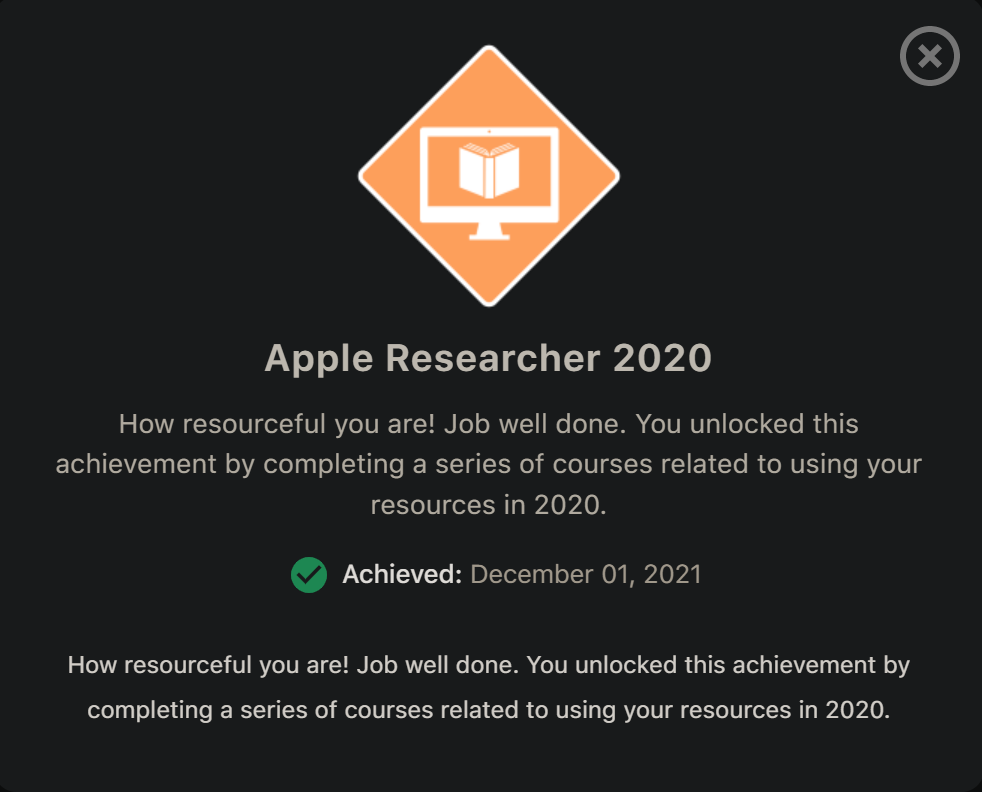 Apple Researcher 2020
How resourceful you are! Job well done. You unlocked this
achievement by completing a series of courses related to using your
resources in 2020.
Achieved: December 01, 2021
How resourceful you are! Job well done. You unlocked this achievement by
completing a series of courses related to using your resources in 2020.